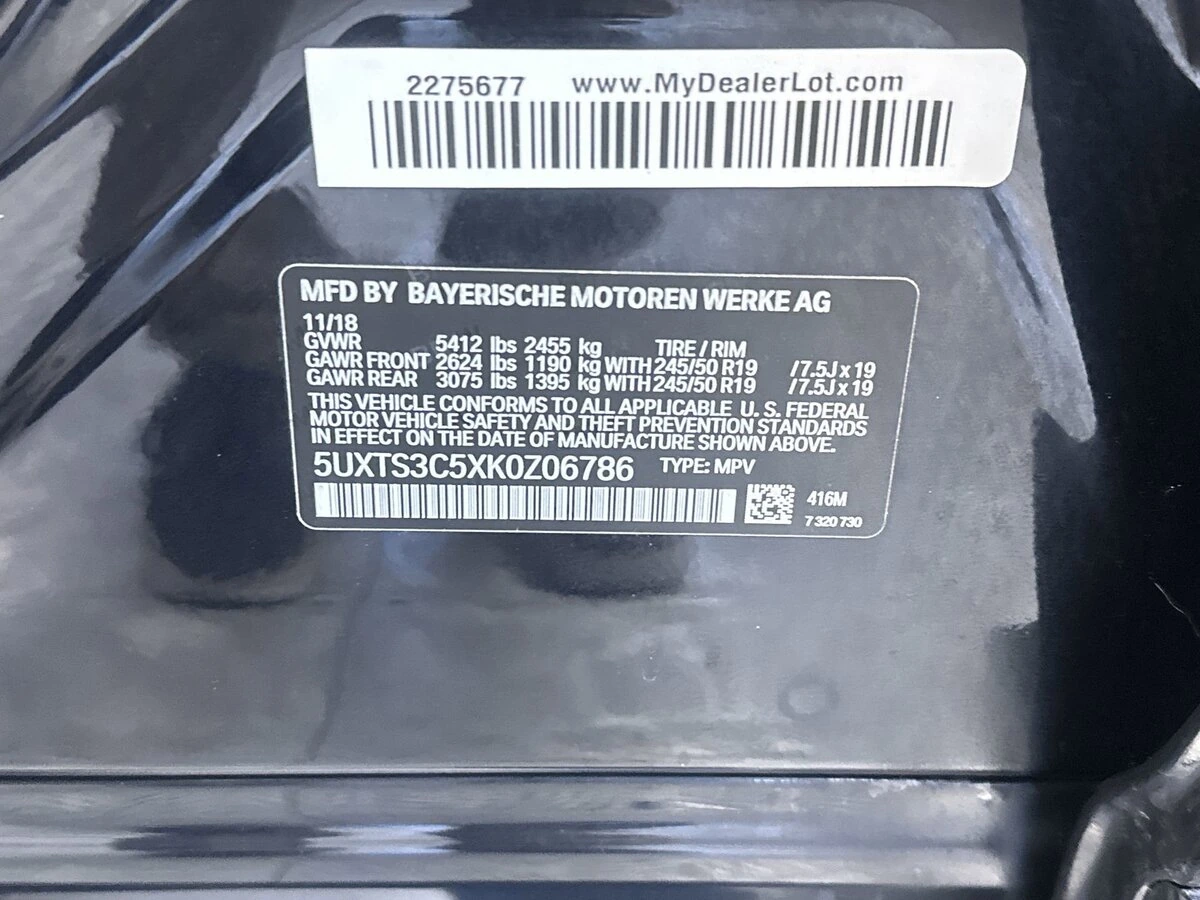 2275677 www.MyDealerLot.com
MFD BY BAYERISCHE MOTOREN WERKE AG
11/18
GVWR 5412 lbs 2455 kg TIRE / RIM
GAWR FRONT 2624 lbs 1190 kg WITH 245/50 R19 / 7.5J x 19
GAWR REAR 3075 lbs 1395 kg WITH 245/50 R19 / 7.5J x 19
THIS VEHICLE CONFORMS TO ALL APPLICABLE U. S. FEDERAL
MOTOR VEHICLE SAFETY AND THEFT PREVENTION STANDARDS
IN EFFECT ON THE DATE OF MANUFACTURE SHOWN ABOVE.
5UXTS3C5XK0Z06786 TYPE: MPV
416M
7 320 730